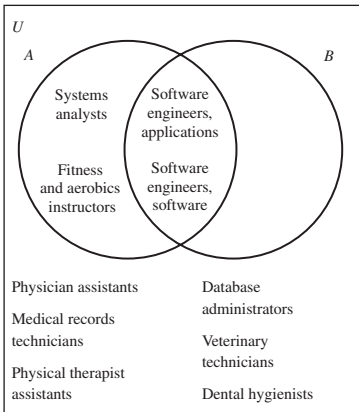 U
A
B
Systems
analysts
Software
engineers,
applications
Fitness
and aerobics
instructors
Software
engineers,
software
Physician assistants
Medical records
technicians
Physical therapist
assistants
Database
administrators
Veterinary
technicians
Dental hygienists